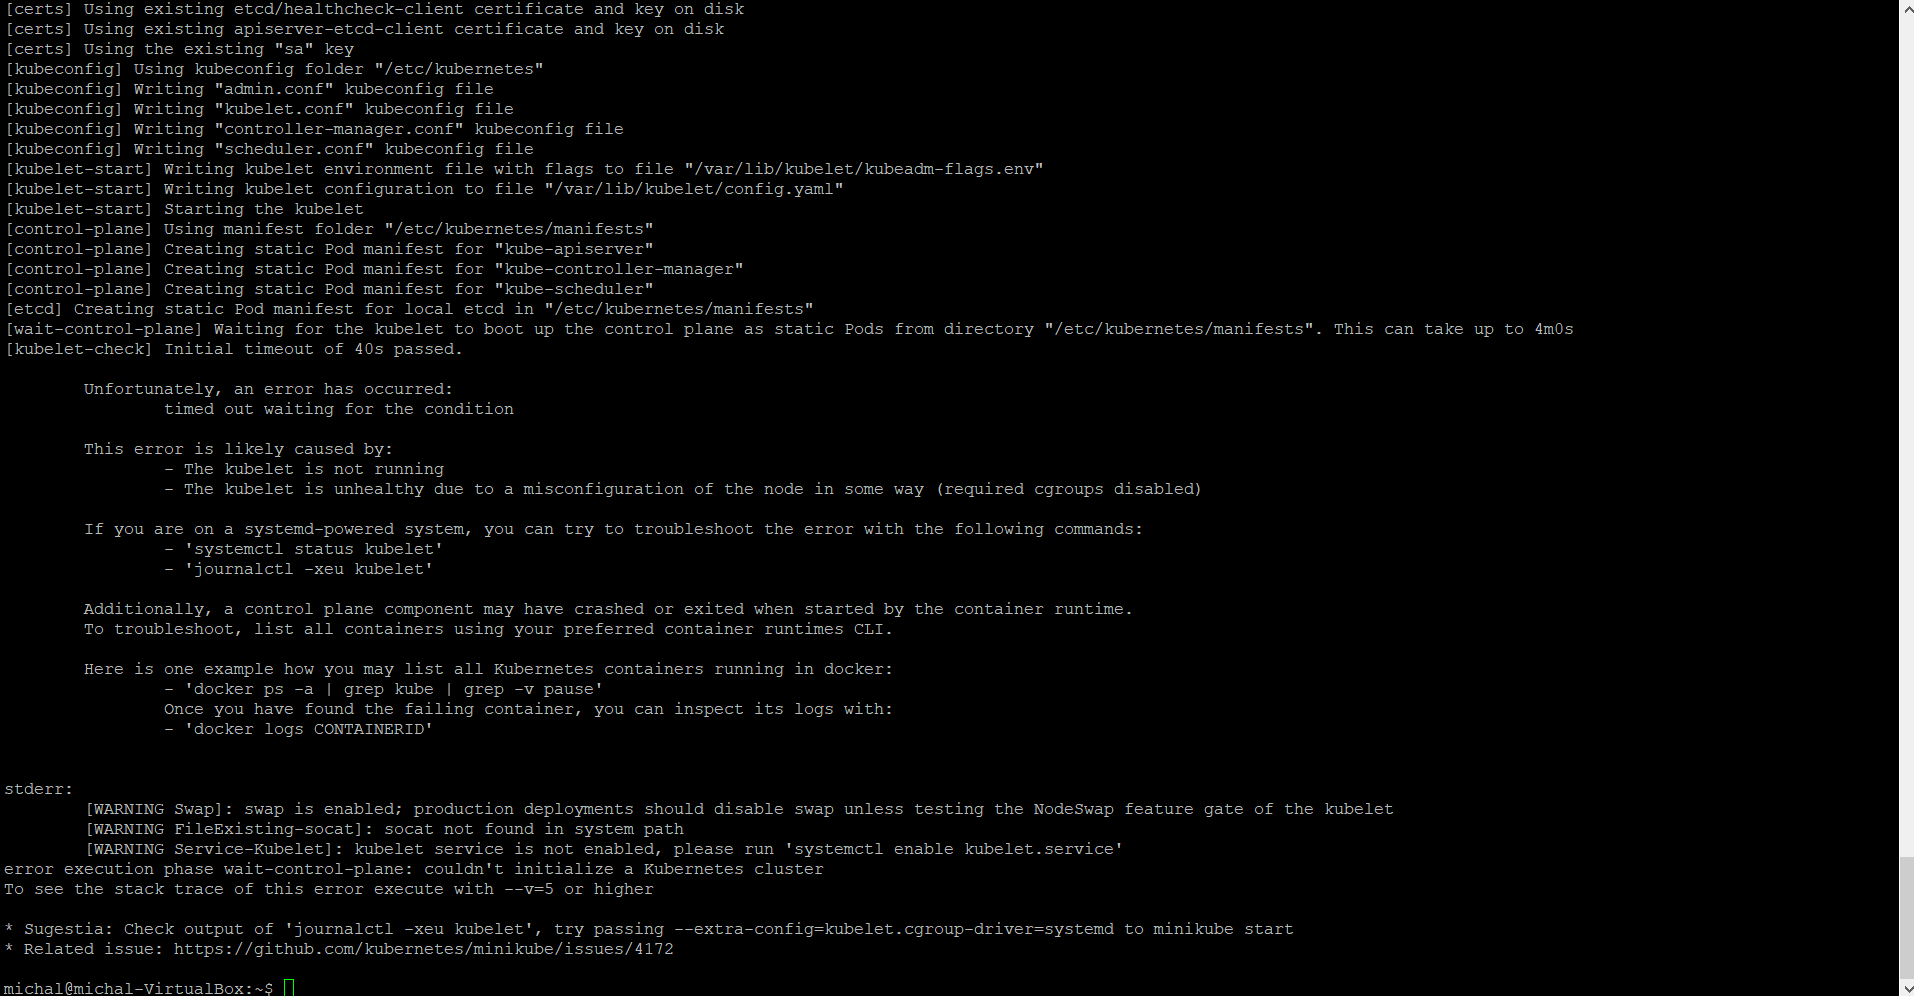 [certs] Using existing etcd/healthcheck-client certificate and key on disk
[certs] Using existing apiserver-etcd-client certificate and key on disk
[certs] Using the existing "sa" key
[kubeconfig] Using kubeconfig folder "/etc/kubernetes"
[kubeconfig] Writing "admin.conf" kubeconfig file
[kubeconfig] Writing "kubelet.conf" kubeconfig file
[kubeconfig] Writing "controller-manager.conf" kubeconfig file
[kubeconfig] Writing "scheduler.conf" kubeconfig file
[kubelet-start] Writing kubelet environment file with flags to file "/var/lib/kubelet/kubeadm-flags.env"
[kubelet-start] Writing kubelet configuration to file "/var/lib/kubelet/config.yaml"
[kubelet-start] Starting the kubelet
[control-plane] Using manifest folder "/etc/kubernetes/manifests"
[control-plane] Creating static Pod manifest for "kube-apiserver"
[control-plane] Creating static Pod manifest for "kube-controller-manager"
[control-plane] Creating static Pod manifest for "kube-scheduler"
[etcd] Creating static Pod manifest for local etcd in "/etc/kubernetes/manifests"
[wait-control-plane] Waiting for the kubelet to boot up the control plane as static Pods from directory "/etc/kubernetes/manifests". This can take up to 4m0s
[kubelet-check] Initial timeout of 40s passed.
Unfortunately, an error has occurred:
timed out waiting for the condition
This error is likely caused by:
- The kubelet is not running
- The kubelet is unhealthy due to a misconfiguration of the node in some way (required cgroups disabled)
If you are on a systemd-powered system, you can try to troubleshoot the error with the following commands:
- 'systemctl status kubelet'
- 'journalctl -xeu kubelet'
Additionally, a control plane component may have crashed or exited when started by the container runtime.
To troubleshoot, list all containers using your preferred container runtimes CLI.
Here is one example how you may list all Kubernetes containers running in docker:
- 'docker ps -a | grep kube | grep -v pause'
Once you have found the failing container, you can inspect its logs with:
- 'docker logs CONTAINERID'
stderr:
[WARNING Swap]: swap is enabled; production deployments should disable swap unless testing the NodeSwap feature gate of the kubelet
[WARNING FileExisting-socat]: socat not found in system path
[WARNING Service-Kubelet]: kubelet service is not enabled, please run 'systemctl enable kubelet.service'
error execution phase wait-control-plane: couldn't initialize a Kubernetes cluster
To see the stack trace of this error execute with --v=5 or higher
* Sugestia: Check output of 'journalctl -xeu kubelet', try passing --extra-config=kubelet.cgroup-driver=systemd to minikube start
* Related issue: https://github.com/kubernetes/minikube/issues/4172
michal@michal-VirtualBox:~$